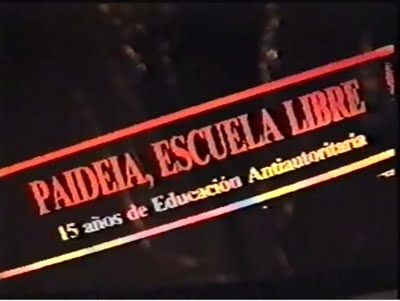 PAIDEIA, ESCUELA LIBRE
15 años de Educación Antiautoritaria